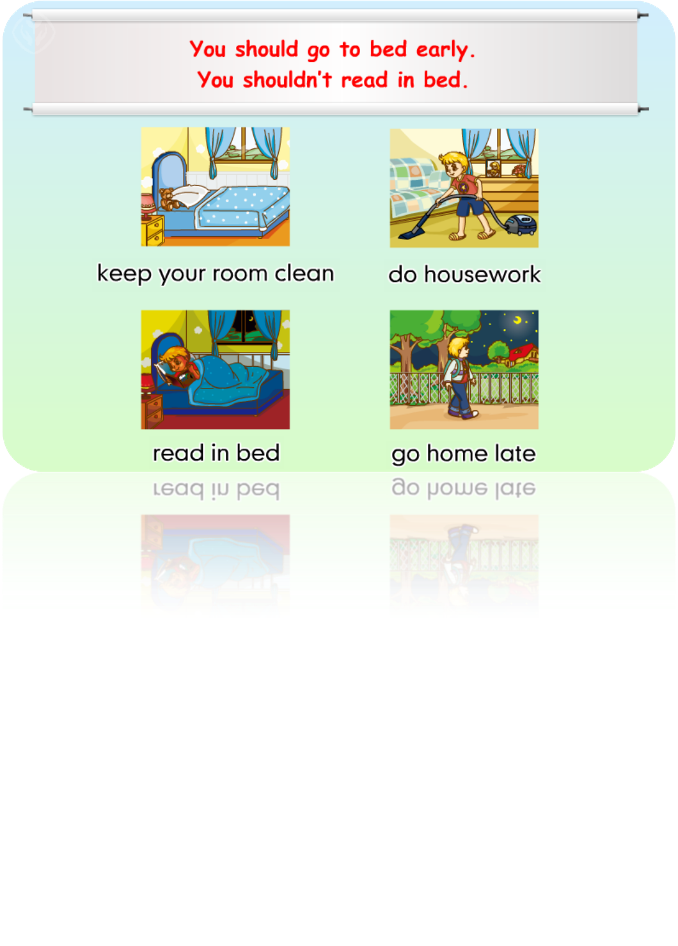 You should go to bed early.
You shouldn't read in bed.
keep your room clean
do housework
read in bed
go home late